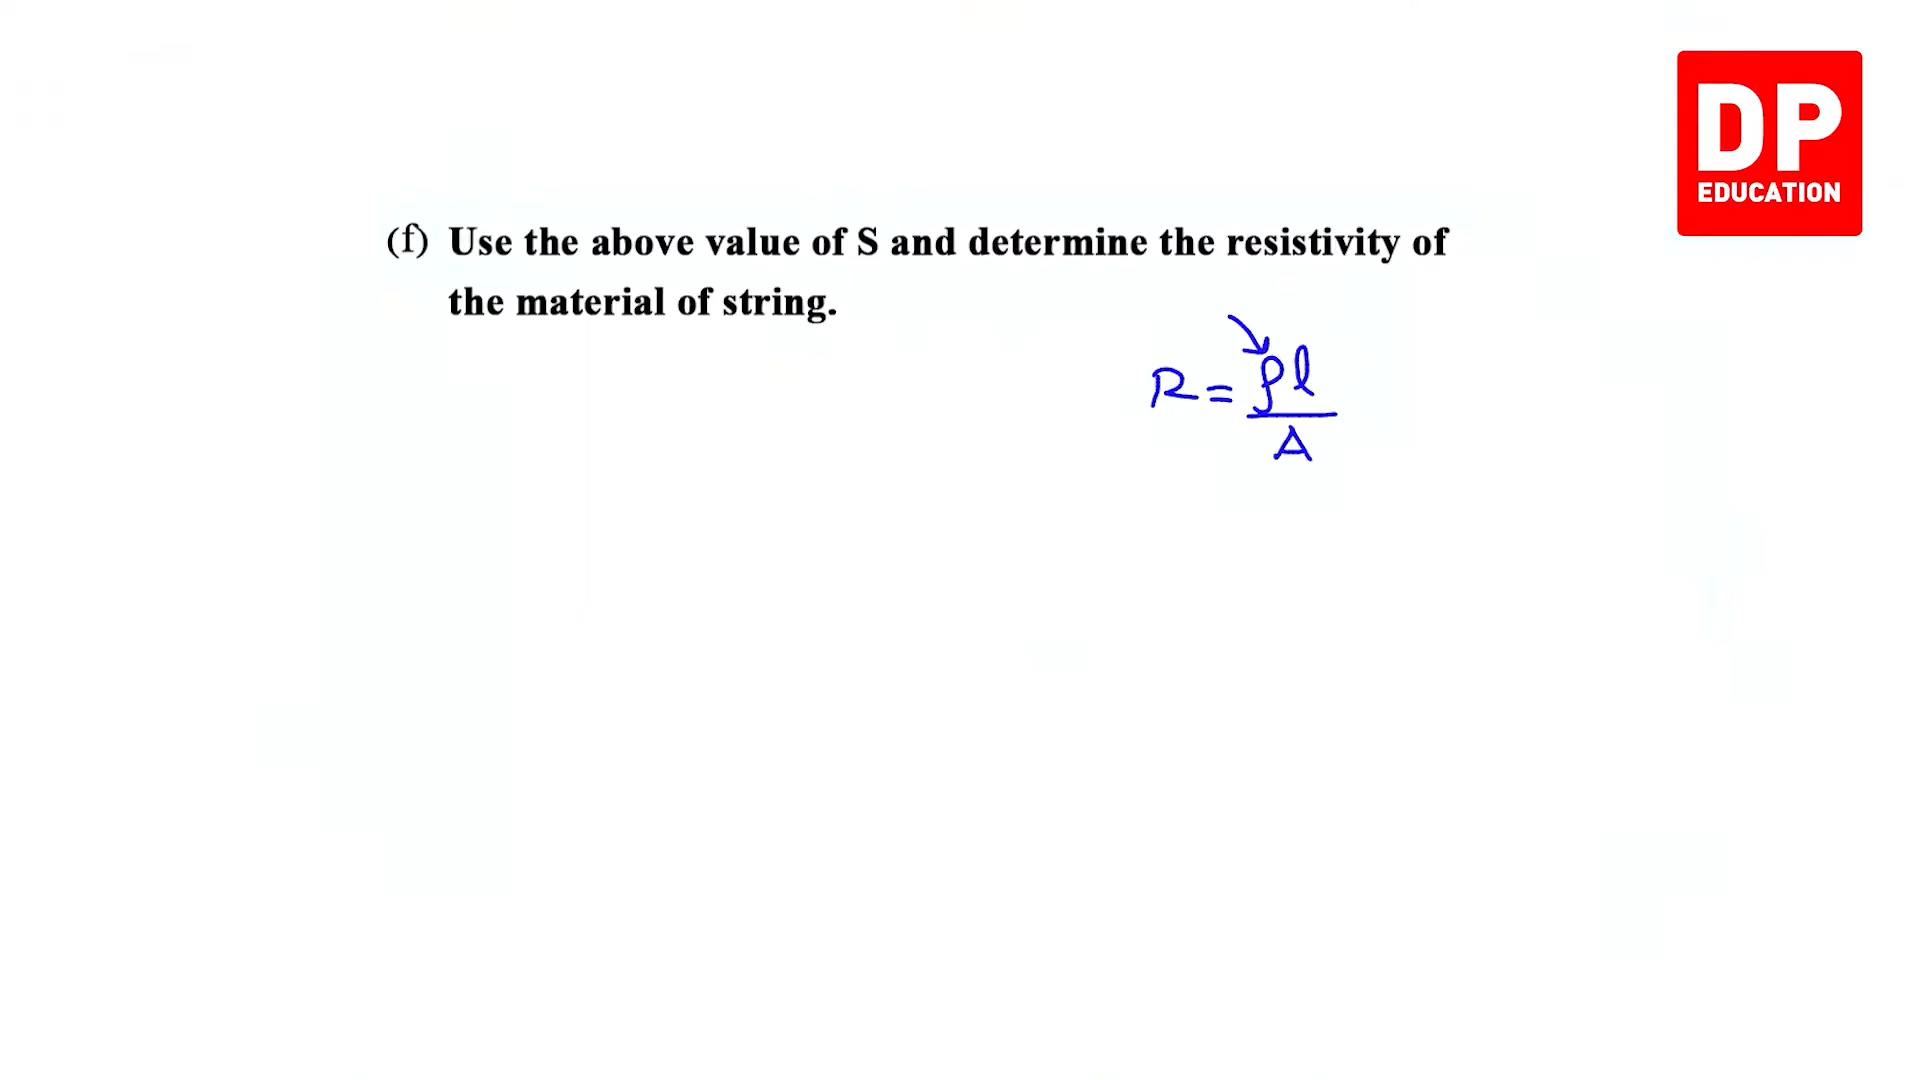 DP
EDUCATION
(f) Use the above value of S and determine the resistivity of
the material of string.
R = ρl
A